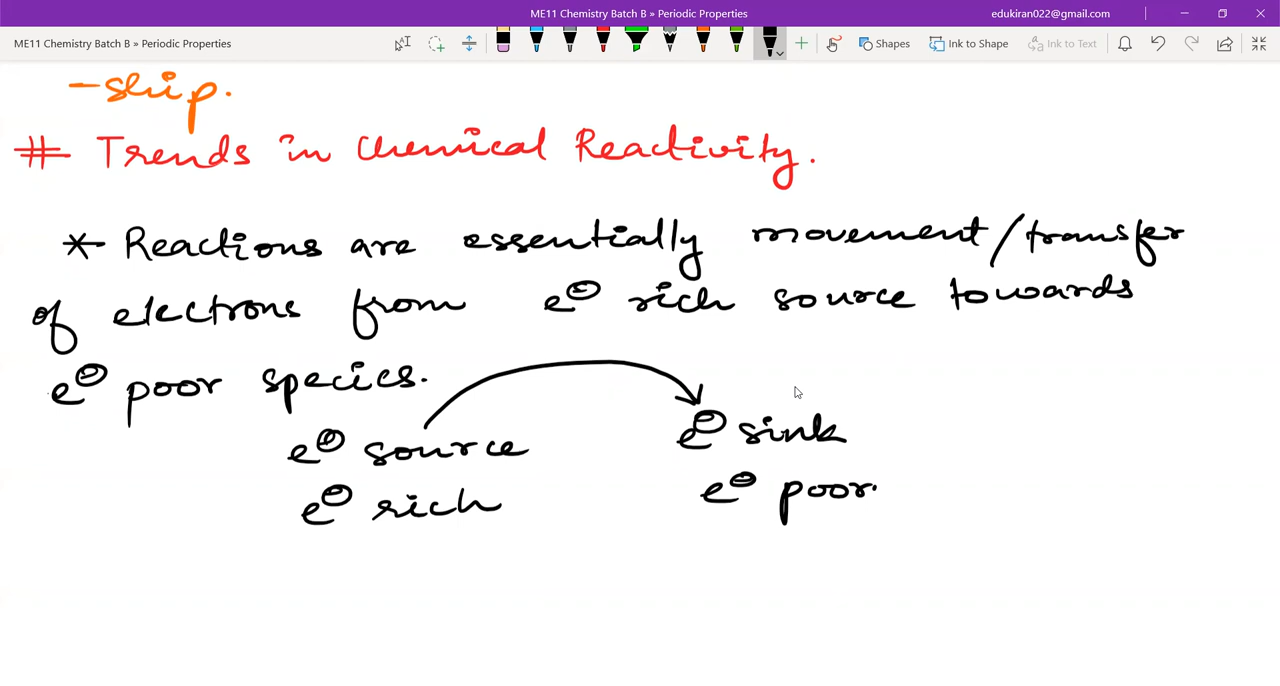 ME11 Chemistry Batch B » Periodic Properties
edukiran022@gmail.com
ME11 Chemistry Batch B » Periodic Properties
Shapes
Ink to Shape
Ink to Text
-ship.
# Trends in Chemical Reactivity.
* Reactions are essentially movement/transfer
of electrons from e⊖ rich source towards
e⊖ poor species.
e⊖ source e⊖ sink
e⊖ rich e⊖ poor.